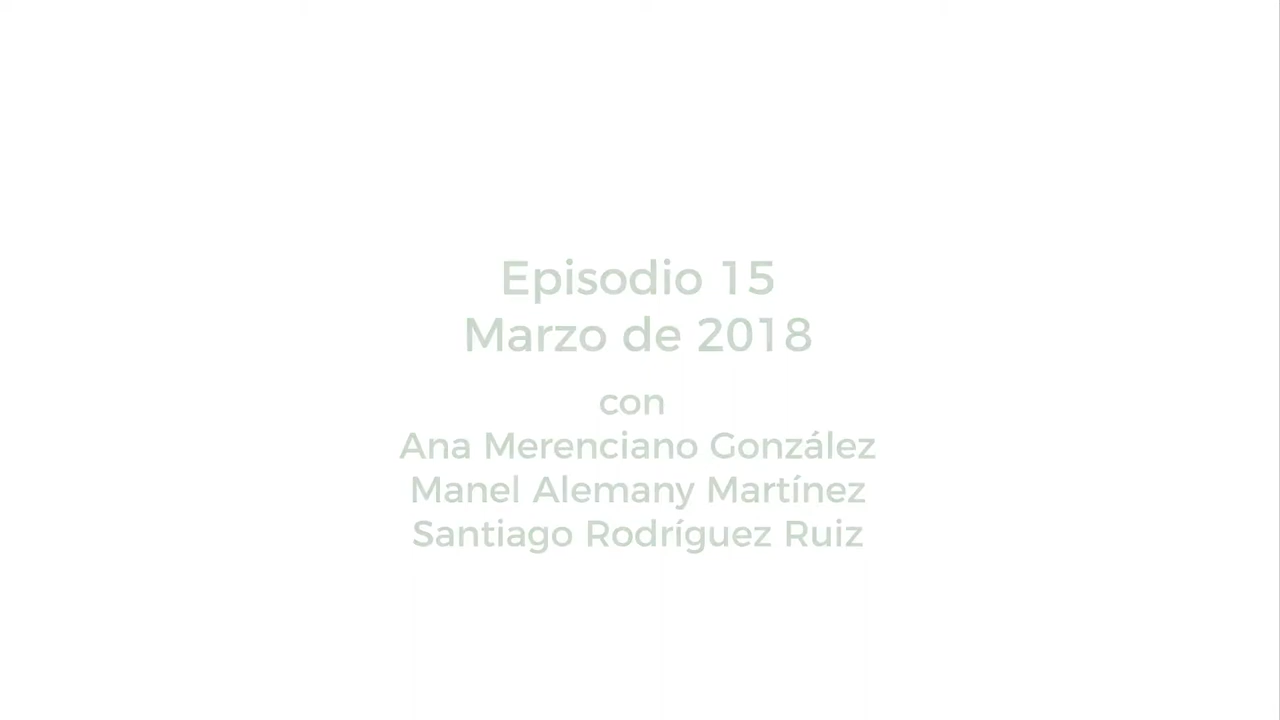 Episodio 15
Marzo de 2018
con
Ana Merenciano González
Manel Alemany Martínez
Santiago Rodríguez Ruiz